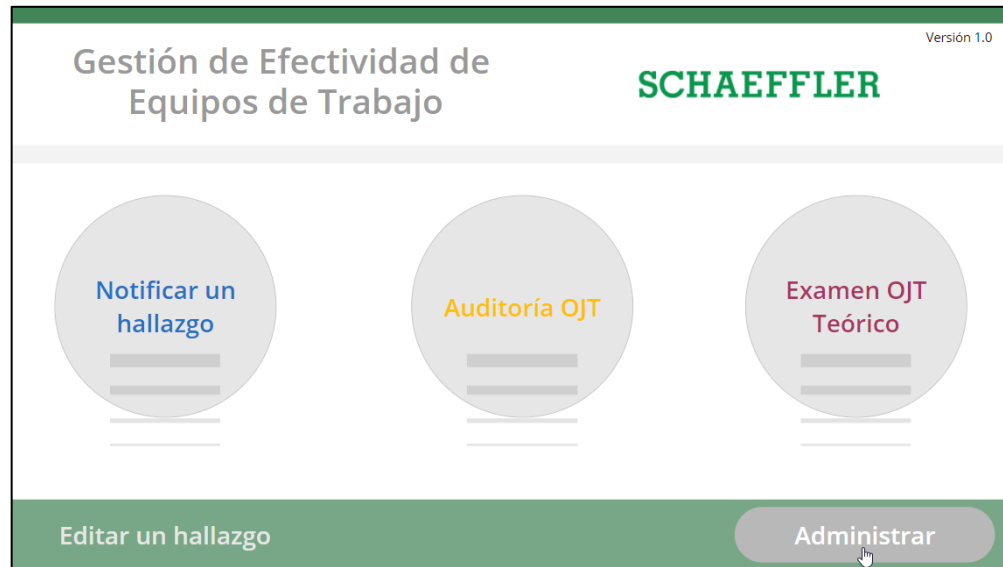 Versión 1.0
Gestión de Efectividad de
Equipos de Trabajo
SCHAEFFLER
Notificar un
hallazgo
Auditoría OJT
Examen OJT
Teórico
Editar un hallazgo
Administrar